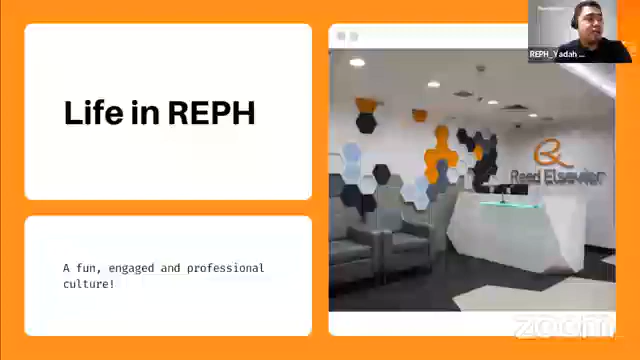 Life in REPH
A fun, engaged and professional
culture!
Reed Elsevier
REPH_Yadah ...
zoom